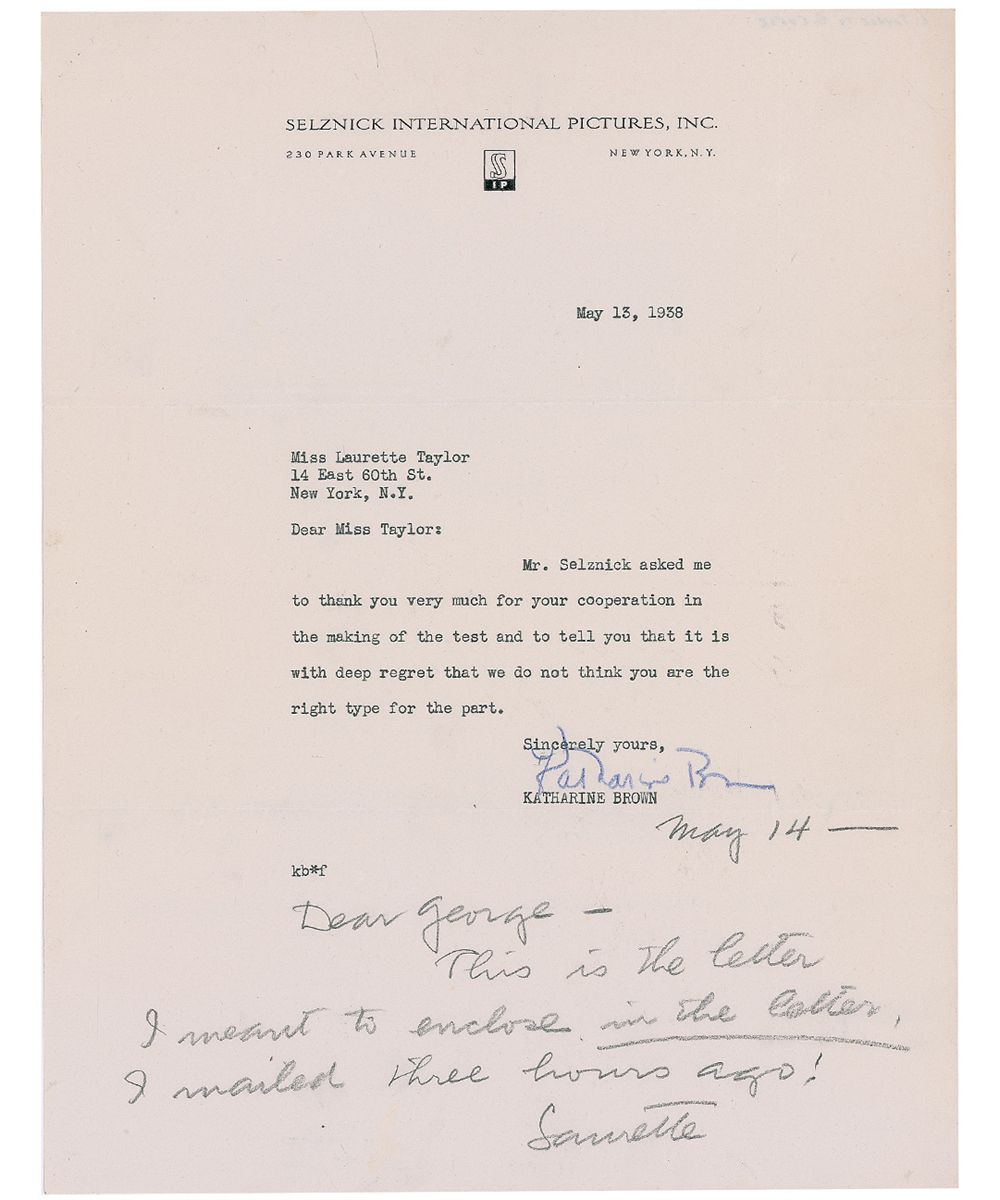 SELZNICK INTERNATIONAL PICTURES, INC.
230 PARK AVENUE
NEW YORK, N.Y.
S
IP
May 13, 1938
Miss Laurette Taylor
14 East 60th St.
New York, N.Y.
Dear Miss Taylor:
Mr. Selznick asked me
to thank you very much for your cooperation in
the making of the test and to tell you that it is
with deep regret that we do not think you are the
right type for the part.
Sincerely yours,
Katharine Brown
KATHARINE BROWN
May 14 —
kb*f
Dear George –
This is the letter
I meant to enclose in the letter,
I mailed three hours ago!
Laurette